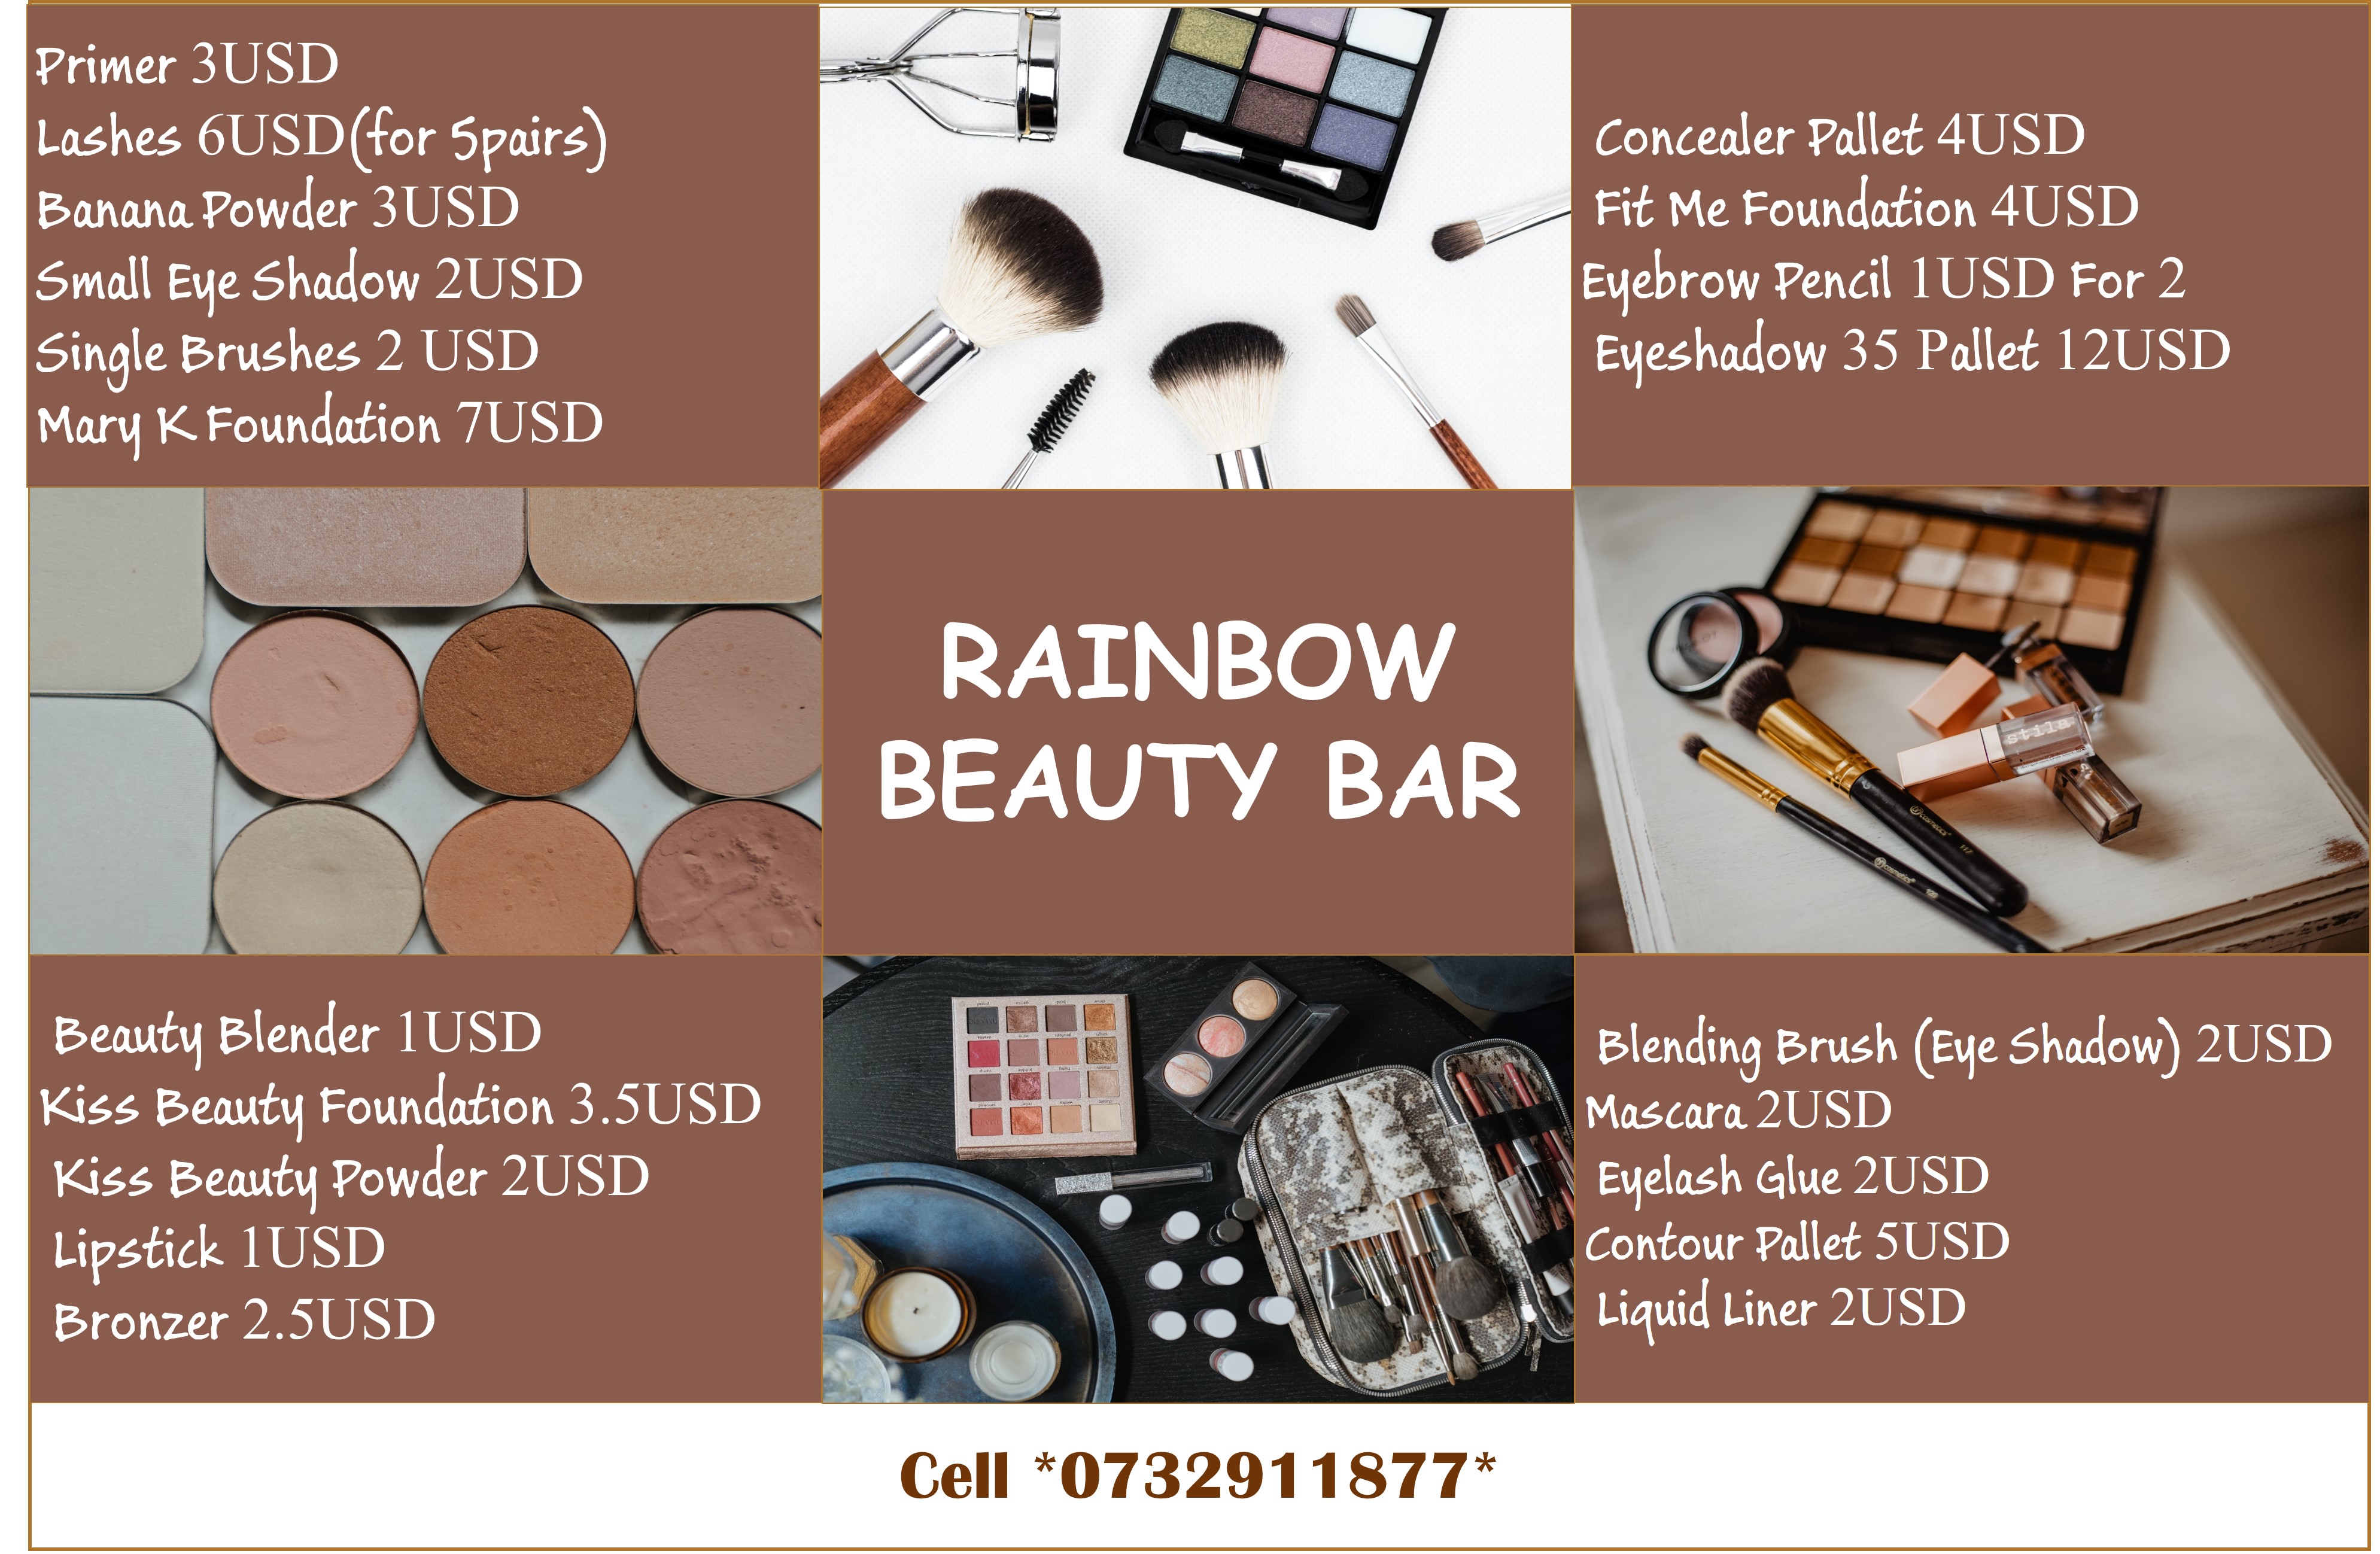 Primer 3USD
Lashes 6USD(for 5pairs)
Banana Powder 3USD
Small Eye Shadow 2USD
Single Brushes 2 USD
Mary K Foundation 7USD
Concealer Pallet 4USD
Fit Me Foundation 4USD
Eyebrow Pencil 1USD For 2
Eyeshadow 35 Pallet 12USD
RAINBOW
BEAUTY BAR
stila
Beauty Blender 1USD
Kiss Beauty Foundation 3.5USD
Kiss Beauty Powder 2USD
Lipstick 1USD
Bronzer 2.5USD
Blending Brush (Eye Shadow) 2USD
Mascara 2USD
Eyelash Glue 2USD
Contour Pallet 5USD
Liquid Liner 2USD
Cell *0732911877*